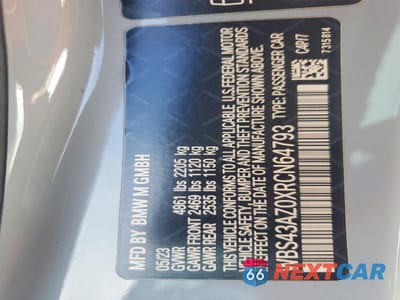 MFD. BY BMW M GMBH
05/23
GVWR 4861 lbs 2205 kg
GAWR FRONT 2469 lbs 1120 kg
GAWR REAR 2535 lbs 1150 kg
THIS VEHICLE CONFORMS TO ALL APPLICABLE U.S. FEDERAL MOTOR
VEHICLE SAFETY, BUMPER, AND THEFT PREVENTION STANDARDS
IN EFFECT ON THE DATE OF MANUFACTURE SHOWN ABOVE.
WBS43AZ0XRCN64793 TYPE: PASSENGER CAR
C4P/7
7315814
66 NEXTCAR